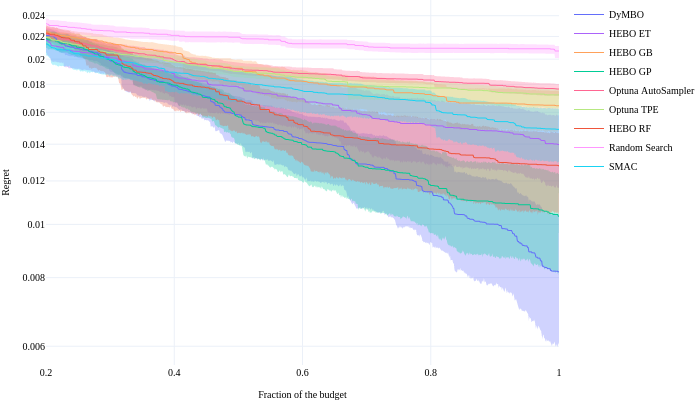 0.024
0.022
0.02
0.018
0.016
0.014
0.012
0.01
0.008
0.006
Regret
0.2
0.4
0.6
0.8
1
Fraction of the budget
DyMBO
HEBO ET
HEBO GB
HEBO GP
Optuna AutoSampler
Optuna TPE
HEBO RF
Random Search
SMAC